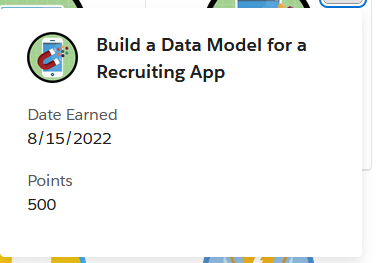 Build a Data Model for a
Recruiting App
Date Earned
8/15/2022
Points
500